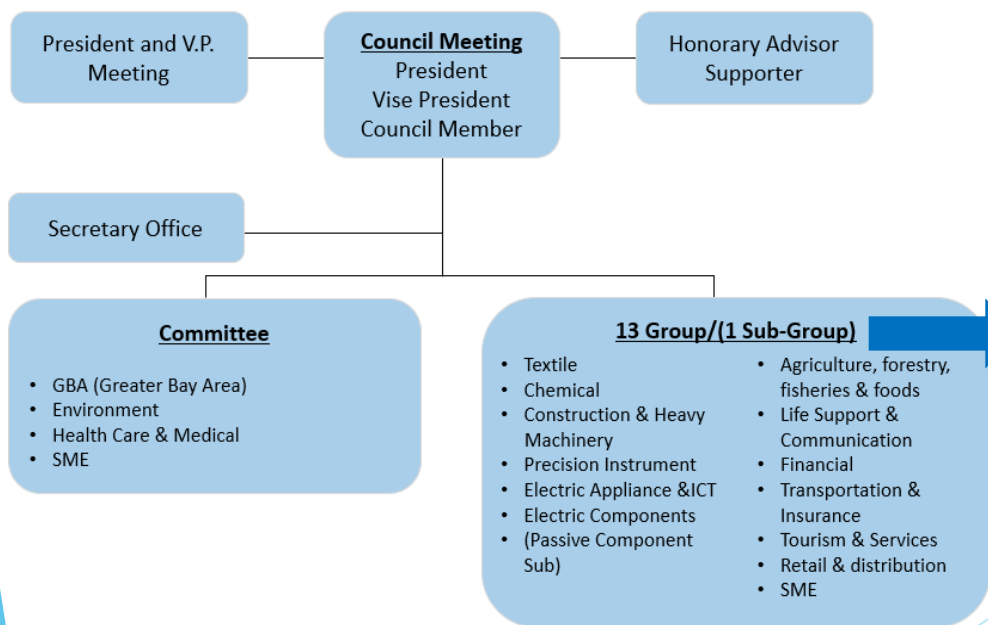 President and V.P.
Meeting
Council Meeting
President
Vise President
Council Member
Honorary Advisor
Supporter
Secretary Office
Committee
• GBA (Greater Bay Area)
• Environment
• Health Care & Medical
• SME
13 Group/(1 Sub-Group)
• Textile
• Chemical
• Construction & Heavy
Machinery
• Precision Instrument
• Electric Appliance &ICT
• Electric Components
• (Passive Component
Sub)
• Agriculture, forestry,
fisheries & foods
• Life Support &
Communication
• Financial
• Transportation &
Insurance
• Tourism & Services
• Retail & distribution
• SME